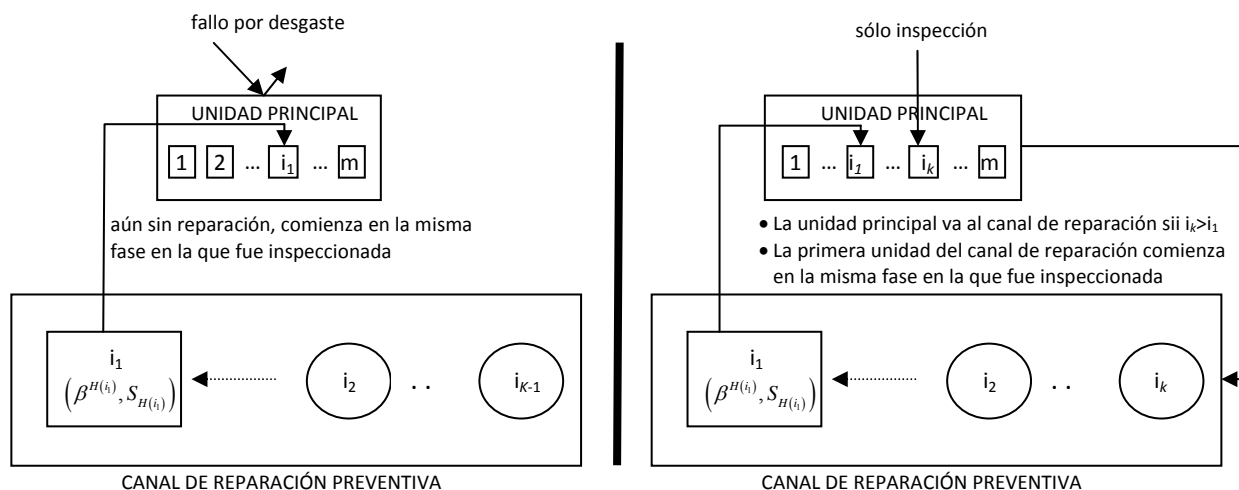 fallo por desgaste
UNIDAD PRINCIPAL
1 2 ... i1 ... m
aún sin reparación, comienza en la misma
fase en la que fue inspeccionada
i1
(β^H(i1), S_H(i1))
i2
. .
iK-1
CANAL DE REPARACIÓN PREVENTIVA
sólo inspección
UNIDAD PRINCIPAL
1 ... i1 ... ik ... m
• La unidad principal va al canal de reparación sii ik>i1
• La primera unidad del canal de reparación comienza
en la misma fase en la que fue inspeccionada
i1
(β^H(i1), S_H(i1))
i2
. .
ik
CANAL DE REPARACIÓN PREVENTIVA